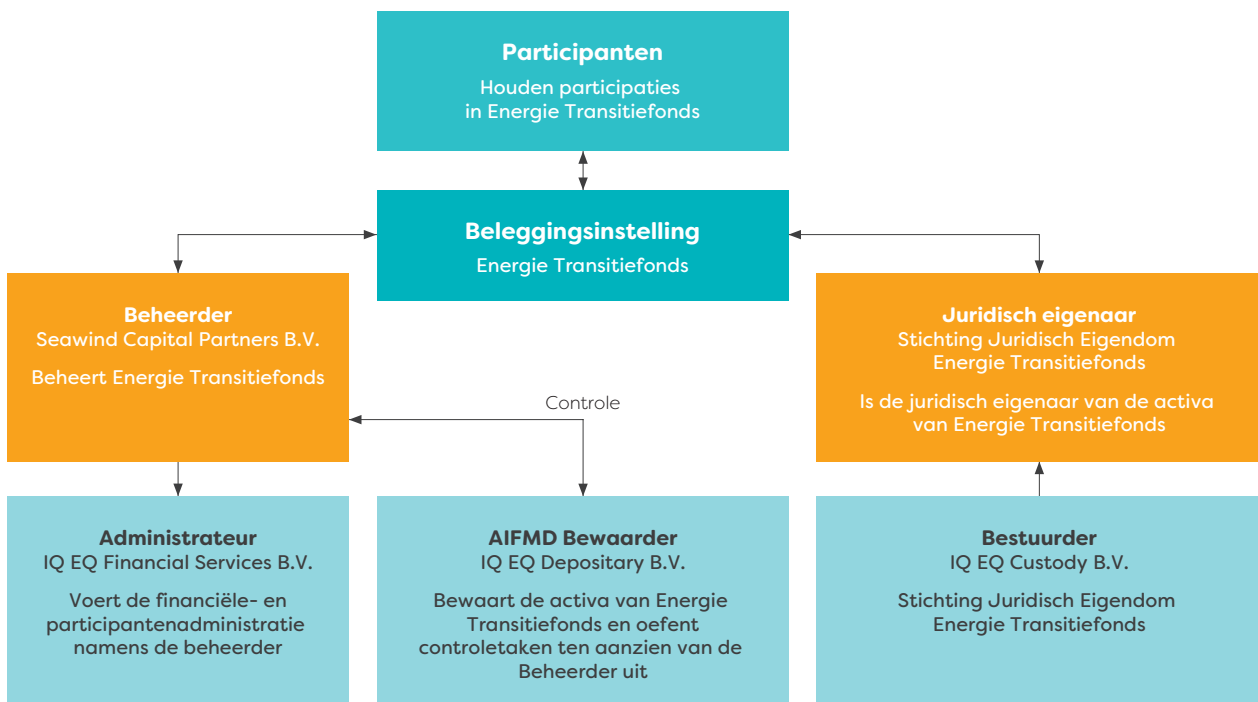 Participanten
Houden participaties
in Energie Transitiefonds
Beleggingsinstelling
Energie Transitiefonds
Beheerder
Seawind Capital Partners B.V.
Beheert Energie Transitiefonds
Juridisch eigenaar
Stichting Juridisch Eigendom
Energie Transitiefonds
Is de juridisch eigenaar van de activa
van Energie Transitiefonds
Controle
Administrateur
IQ EQ Financial Services B.V.
Voert de financiële- en
participantenadministratie
namens de beheerder
AIFMD Bewaarder
IQ EQ Depositary B.V.
Bewaart de activa van Energie
Transitiefonds en oefent
controletaken ten aanzien van de
Beheerder uit
Bestuurder
IQ EQ Custody B.V.
Stichting Juridisch Eigendom
Energie Transitiefonds